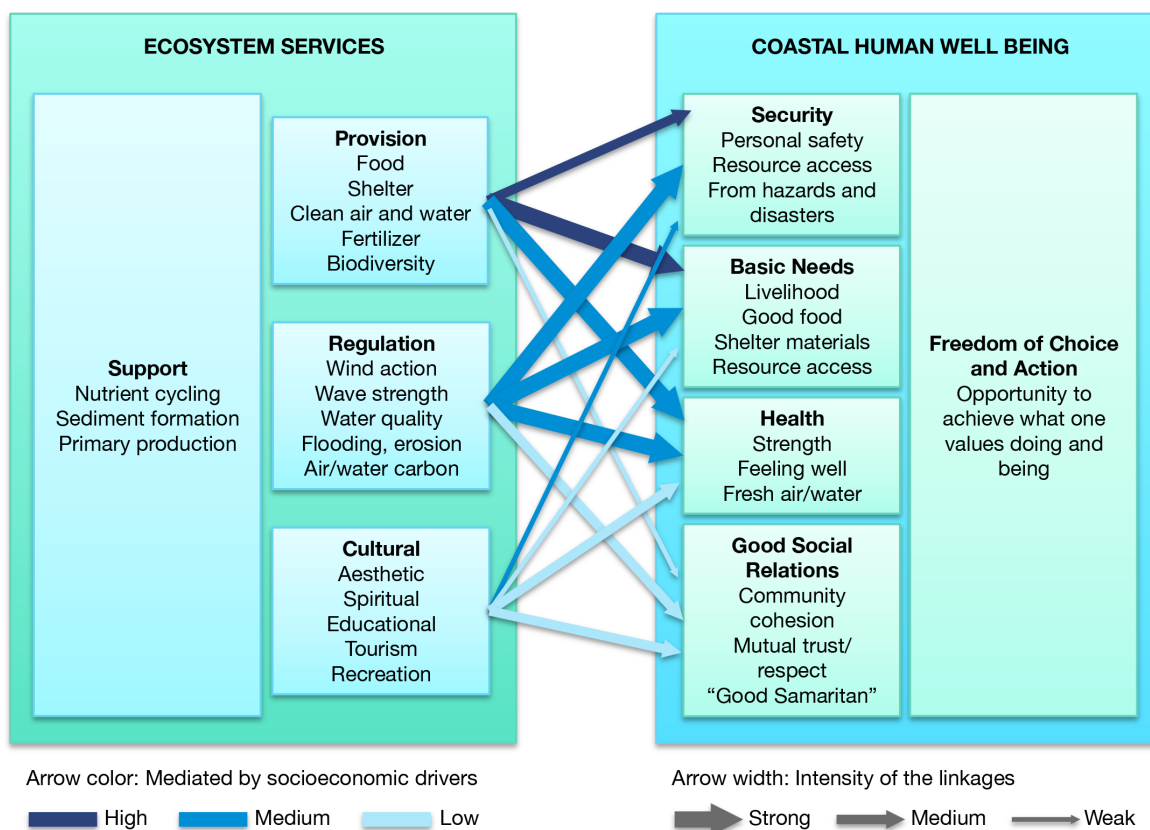 ECOSYSTEM SERVICES
Support
Nutrient cycling
Sediment formation
Primary production
Provision
Food
Shelter
Clean air and water
Fertilizer
Biodiversity
Regulation
Wind action
Wave strength
Water quality
Flooding, erosion
Air/water carbon
Cultural
Aesthetic
Spiritual
Educational
Tourism
Recreation
COASTAL HUMAN WELL BEING
Security
Personal safety
Resource access
From hazards and
disasters
Basic Needs
Livelihood
Good food
Shelter materials
Resource access
Health
Strength
Feeling well
Fresh air/water
Good Social
Relations
Community
cohesion
Mutual trust/
respect
“Good Samaritan”
Freedom of Choice
and Action
Opportunity to
achieve what one
values doing and
being
Arrow color: Mediated by socioeconomic drivers
High
Medium
Low
Arrow width: Intensity of the linkages
Strong
Medium
Weak